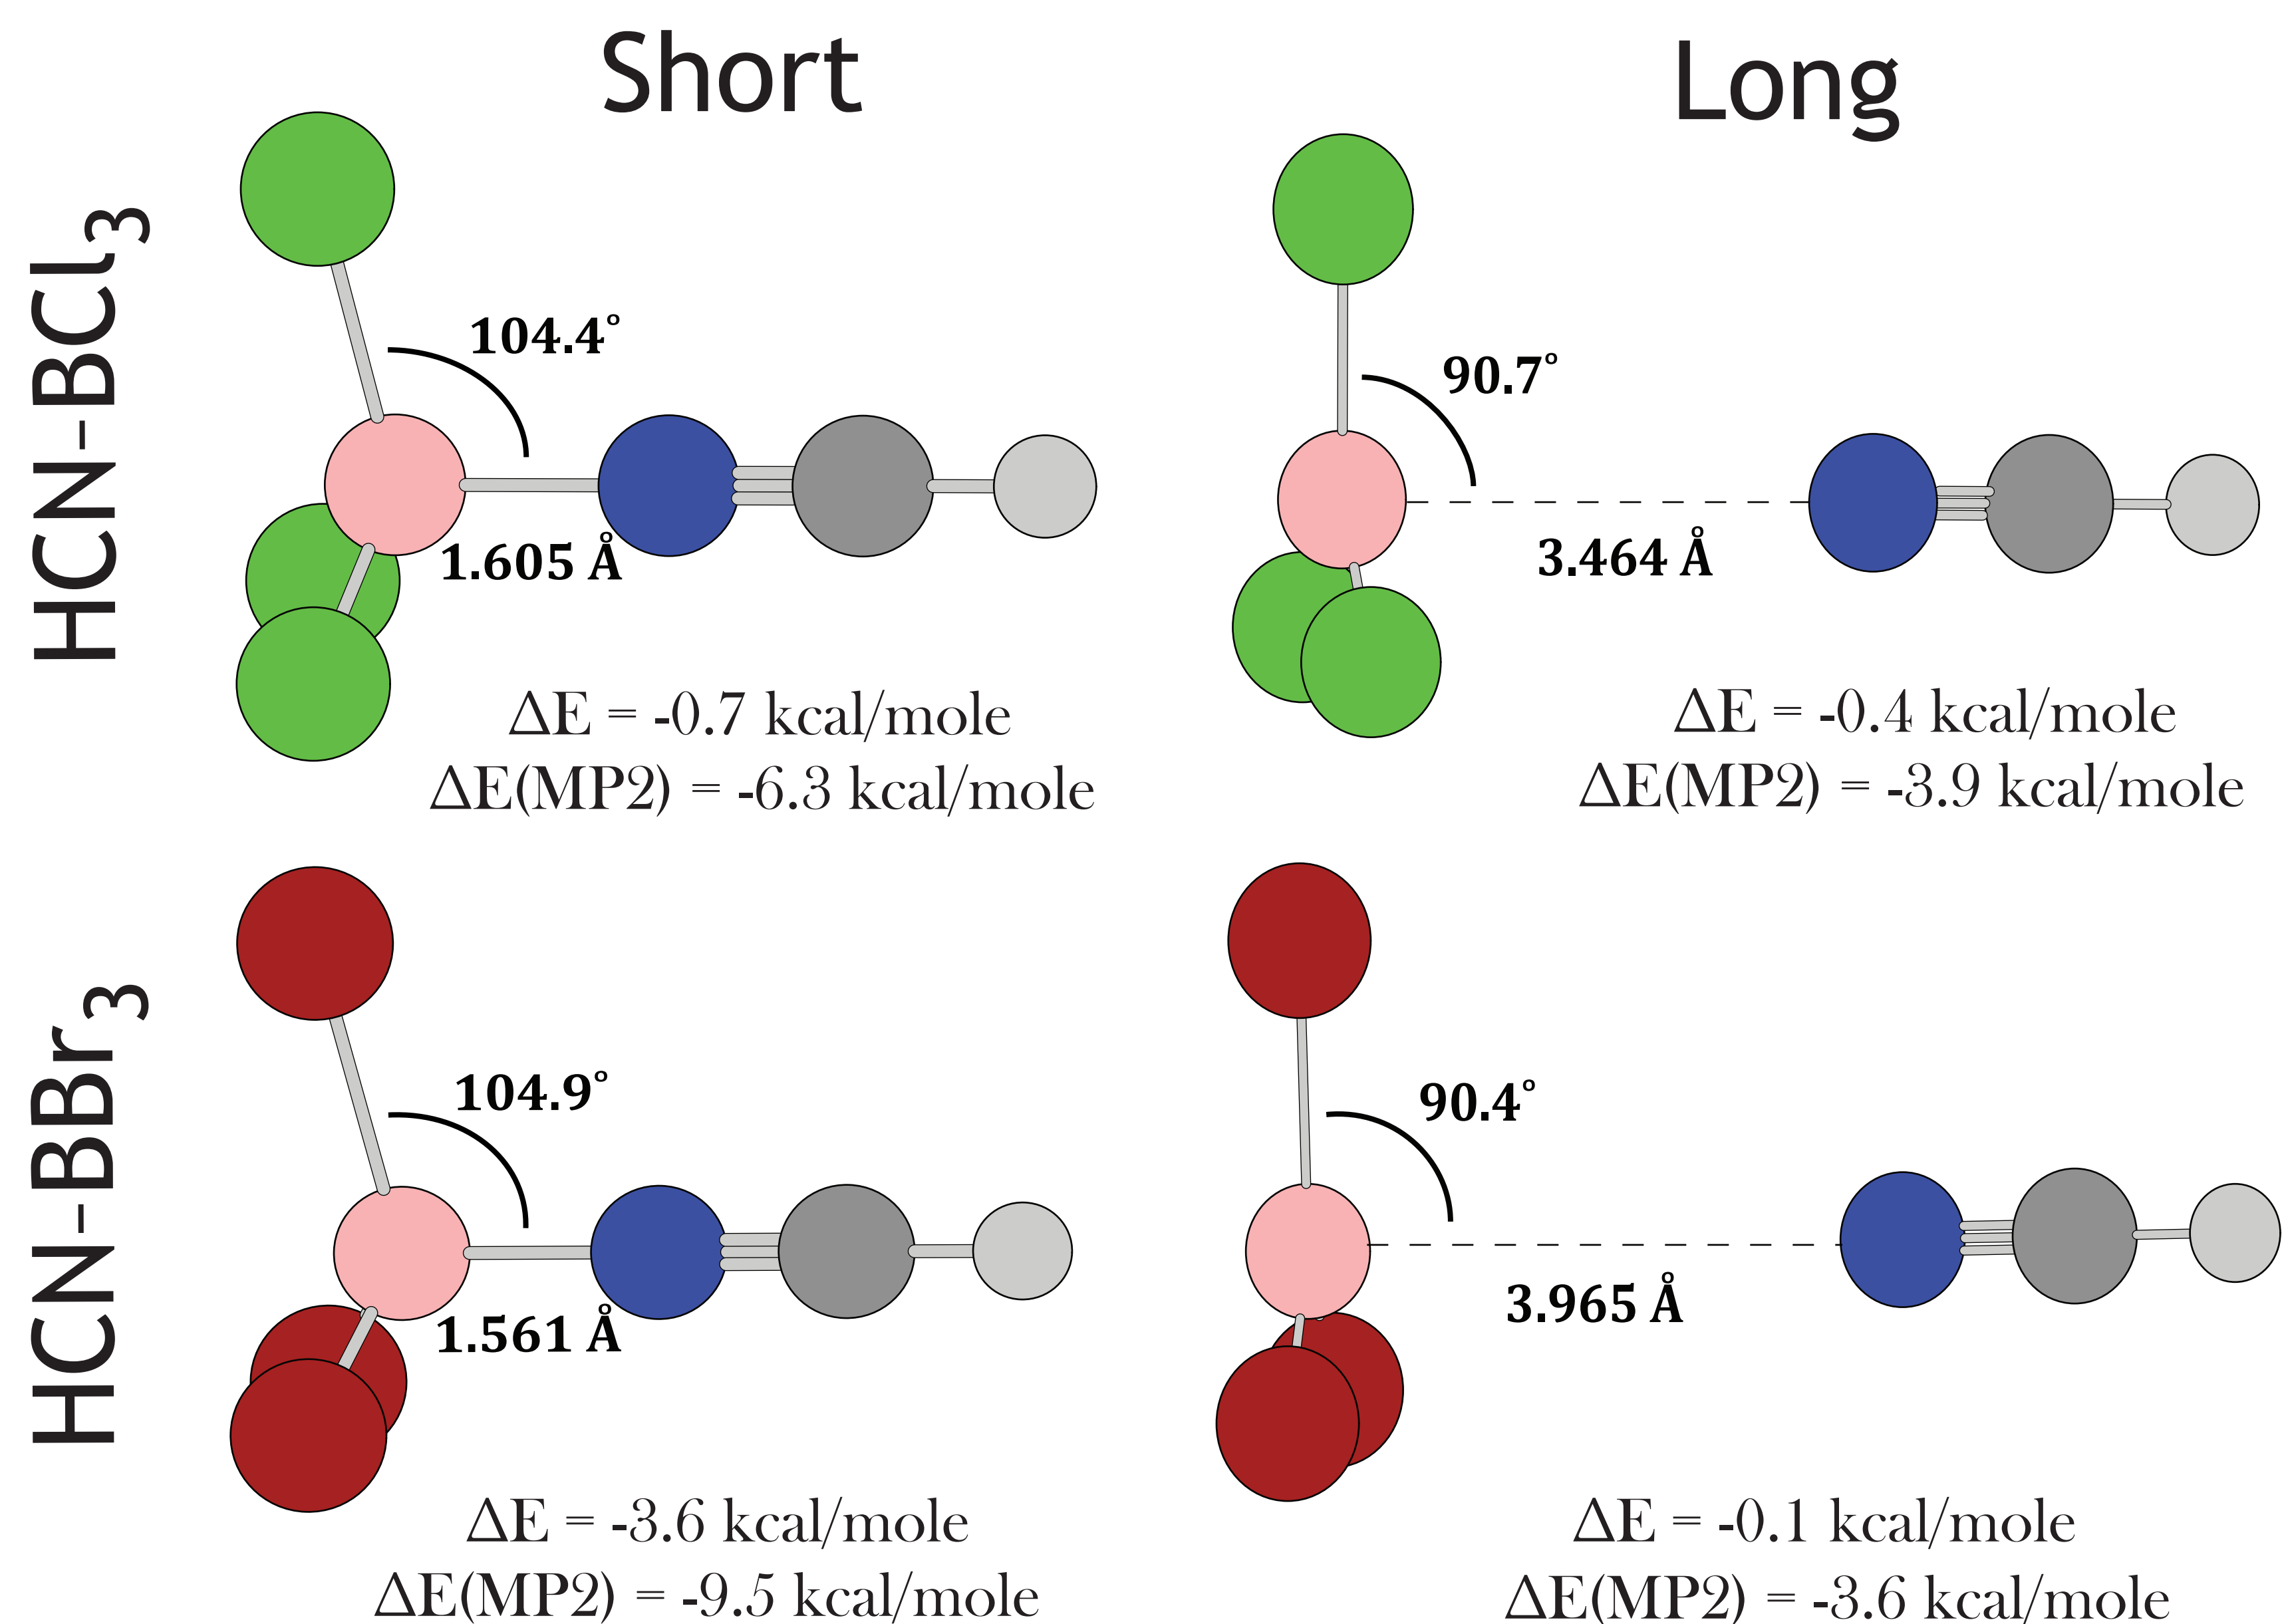 Short
Long
HCN-BCl3
104.4°
1.605 Å
ΔE = -0.7 kcal/mole
ΔE(MP2) = -6.3 kcal/mole
90.7°
3.464 Å
ΔE = -0.4 kcal/mole
ΔE(MP2) = -3.9 kcal/mole
HCN-BBr3
104.9°
1.561 Å
ΔE = -3.6 kcal/mole
ΔE(MP2) = -9.5 kcal/mole
90.4°
3.965 Å
ΔE = -0.1 kcal/mole
ΔE(MP2) = -3.6 kcal/mole